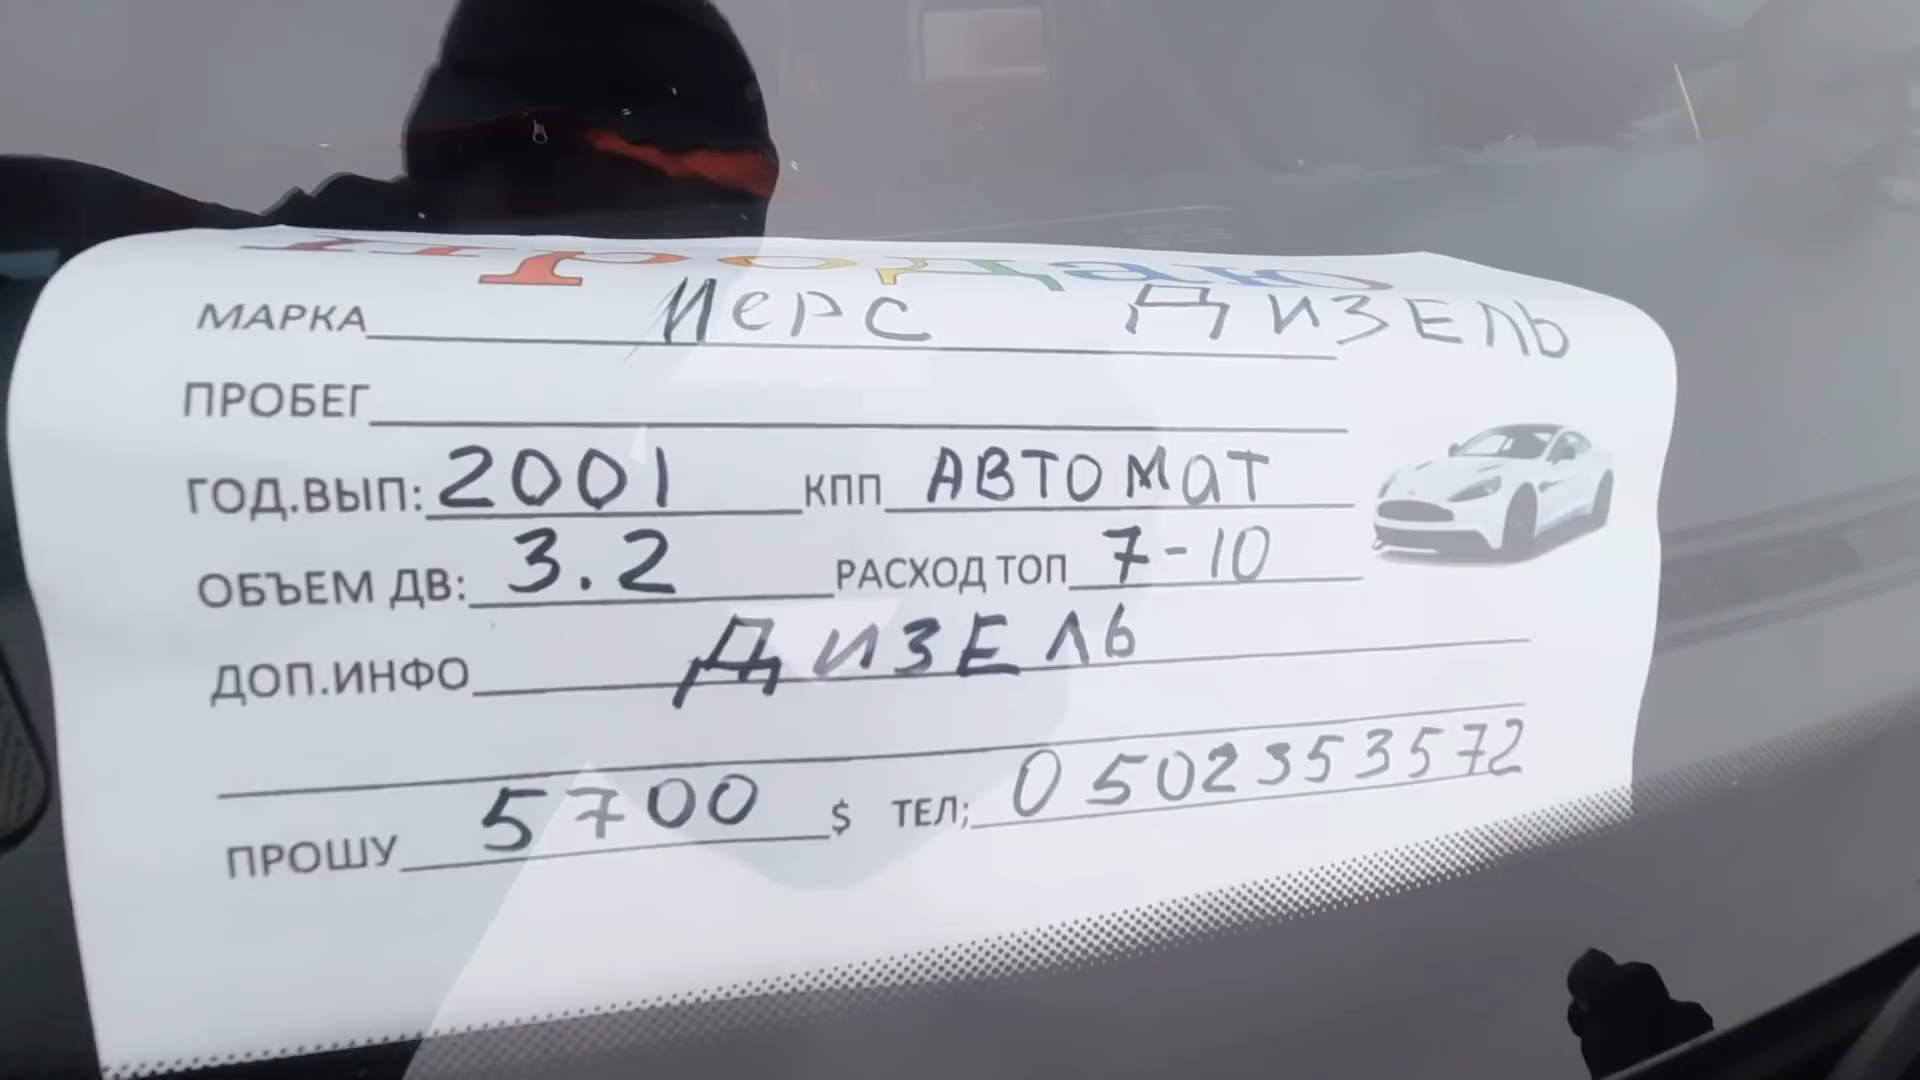 Продаю
МАРКА Мерс ДИЗЕЛЬ
ПРОБЕГ
ГОД.ВЫП: 2001 КПП АВТОМАТ
ОБЪЕМ ДВ: 3.2 РАСХОД ТОП 7-10
ДОП.ИНФО ДИЗЕЛЬ
ПРОШУ 5700 $ ТЕЛ; 0502353572